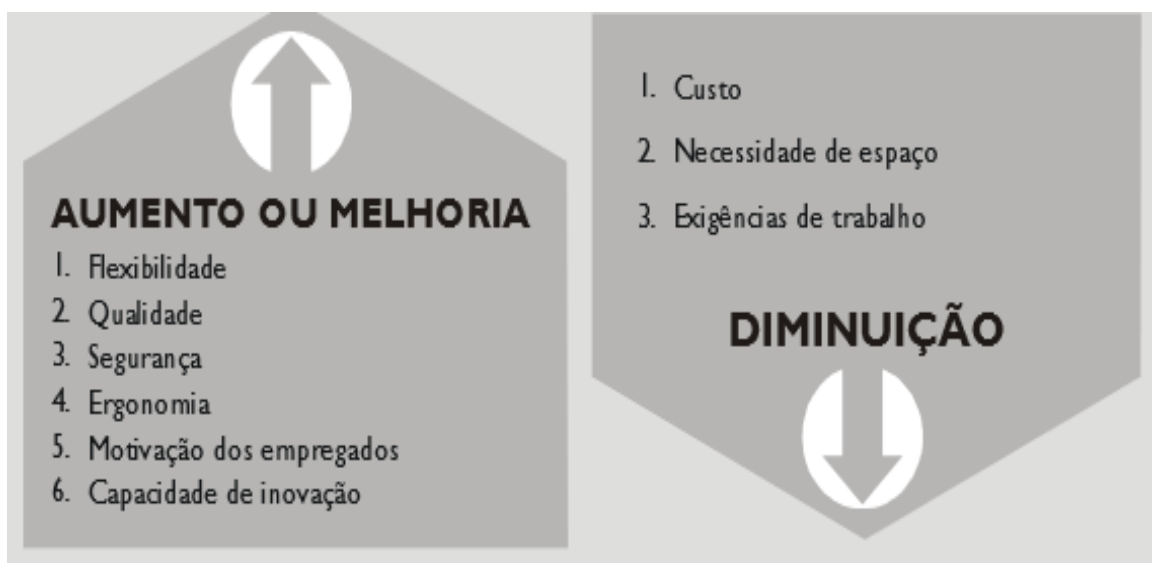 AUMENTO OU MELHORIA
1. Flexibilidade
2. Qualidade
3. Segurança
4. Ergonomia
5. Motivação dos empregados
6. Capacidade de inovação
1. Custo
2. Necessidade de espaço
3. Exigências de trabalho
DIMINUIÇÃO